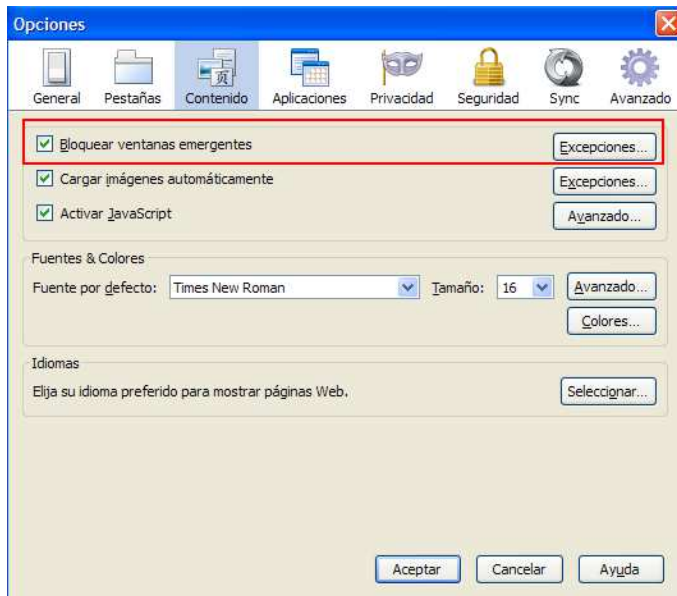 Opciones
General Pestañas Contenido Aplicaciones Privacidad Seguridad Sync Avanzado
Bloquear ventanas emergentes Excepciones...
Cargar imágenes automáticamente Excepciones...
Activar JavaScript Avanzado...
Fuentes & Colores
Fuente por defecto: Times New Roman Tamaño: 16 Avanzado...
Colores...
Idiomas
Elija su idioma preferido para mostrar páginas Web. Seleccionar...
Aceptar Cancelar Ayuda